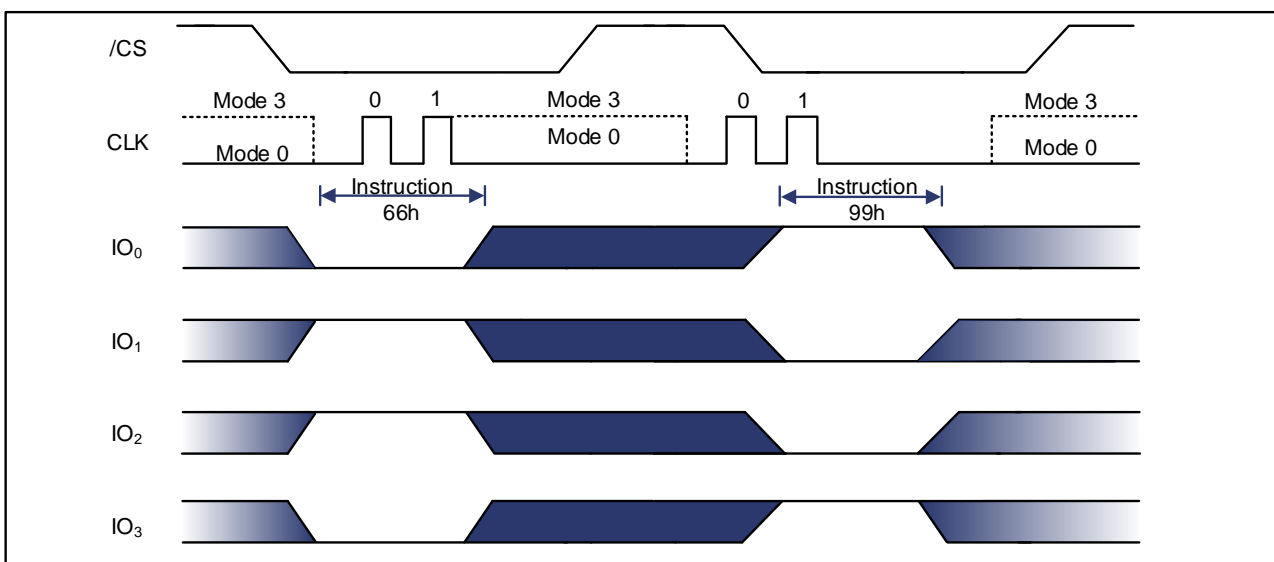 /CS
Mode 3 0 1 Mode 3 0 1 Mode 3
CLK
Mode 0 Mode 0 Mode 0
Instruction Instruction
66h 99h
IO₀
IO₁
IO₂
IO₃